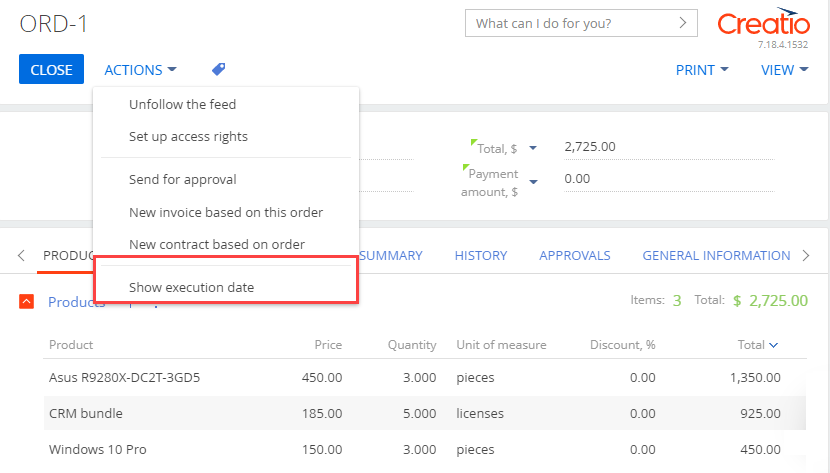 ORD-1
What can I do for you?
Creatio
7.18.4.1532
CLOSE
ACTIONS
PRINT
VIEW
Unfollow the feed
Set up access rights
Send for approval
New invoice based on this order
New contract based on order
Show execution date
Total, $
2,725.00
Payment
amount, $
0.00
SUMMARY
HISTORY
APPROVALS
GENERAL INFORMATION
Products
Items: 3 Total: $ 2,725.00
Product Price Quantity Unit of measure Discount, % Total
Asus R9280X-DC2T-3GD5 450.00 3.000 pieces 0.00 1,350.00
CRM bundle 185.00 5.000 licenses 0.00 925.00
Windows 10 Pro 150.00 3.000 pieces 0.00 450.00